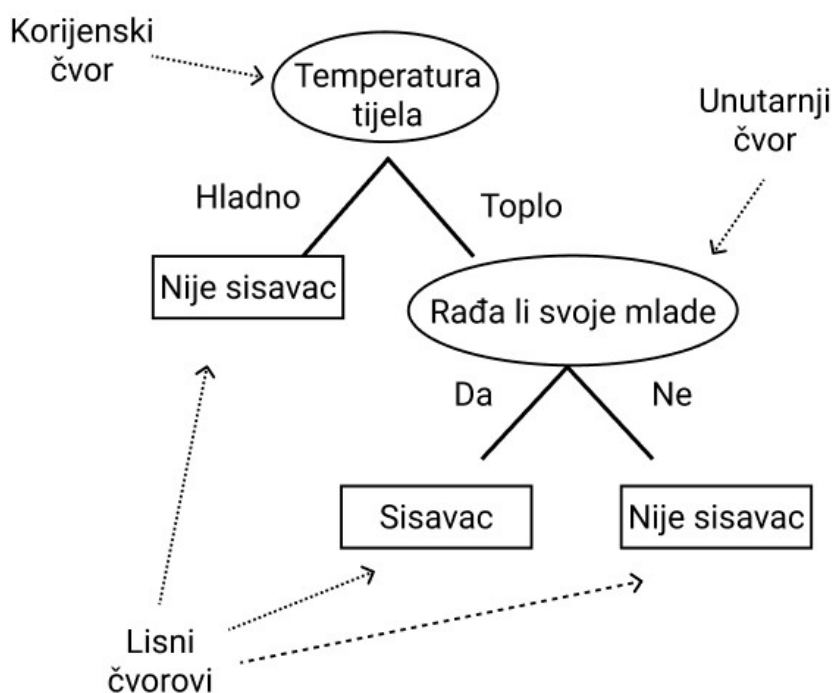 Korijenski
čvor
Temperatura
tijela
Unutarnji
čvor
Hladno
Toplo
Nije sisavac
Rađa li svoje mlade
Da
Ne
Sisavac
Nije sisavac
Lisni
čvorovi